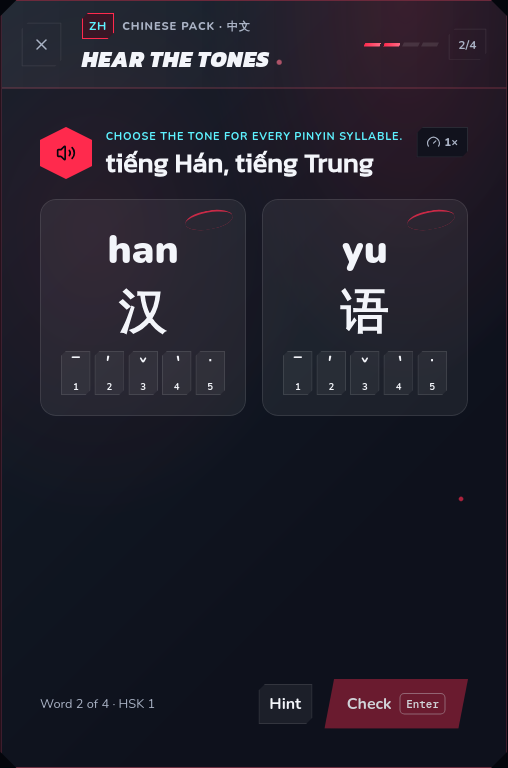 ZH CHINESE PACK · 中文
HEAR THE TONES
2/4
CHOOSE THE TONE FOR EVERY PINYIN SYLLABLE.
tiếng Hán, tiếng Trung
1×
han
汉
ˉ 1 ˊ 2 ˇ 3 ˋ 4 · 5
yu
语
ˉ 1 ˊ 2 ˇ 3 ˋ 4 · 5
Word 2 of 4 · HSK 1
Hint
Check Enter